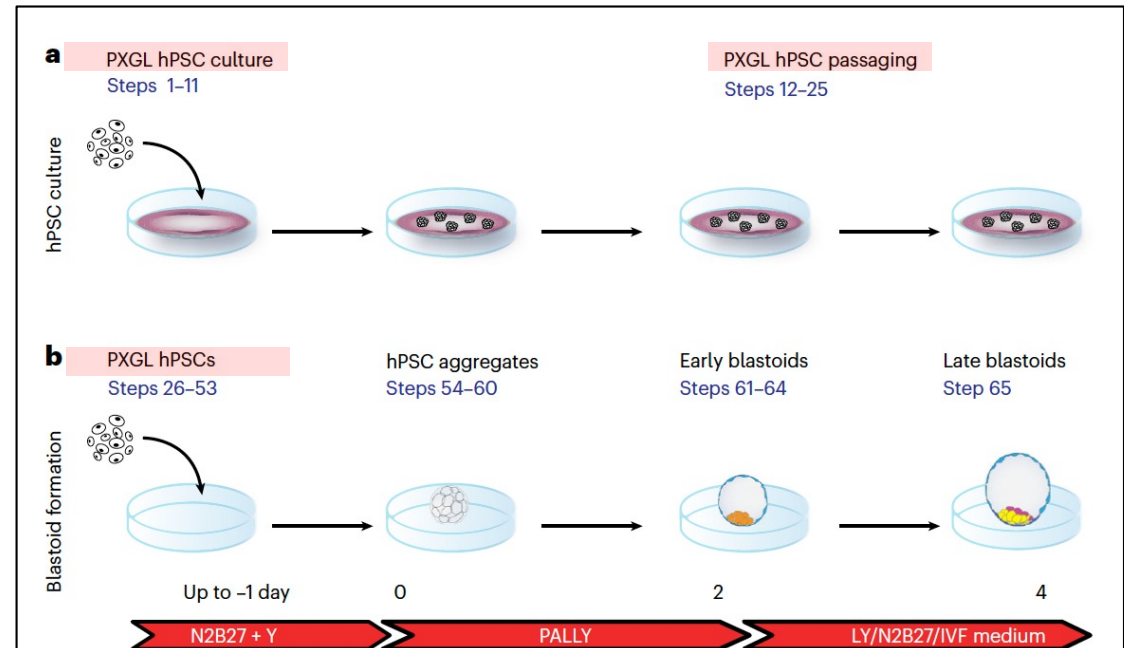 a
PXGL hPSC culture
Steps 1–11
PXGL hPSC passaging
Steps 12–25
hPSC culture
b
PXGL hPSCs
Steps 26–53
hPSC aggregates
Steps 54–60
Early blastoids
Steps 61–64
Late blastoids
Step 65
Blastoid formation
Up to –1 day
0
2
4
N2B27 + Y
PALLY
LY/N2B27/IVF medium